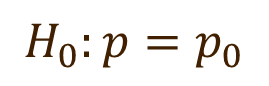 H₀: p = p₀